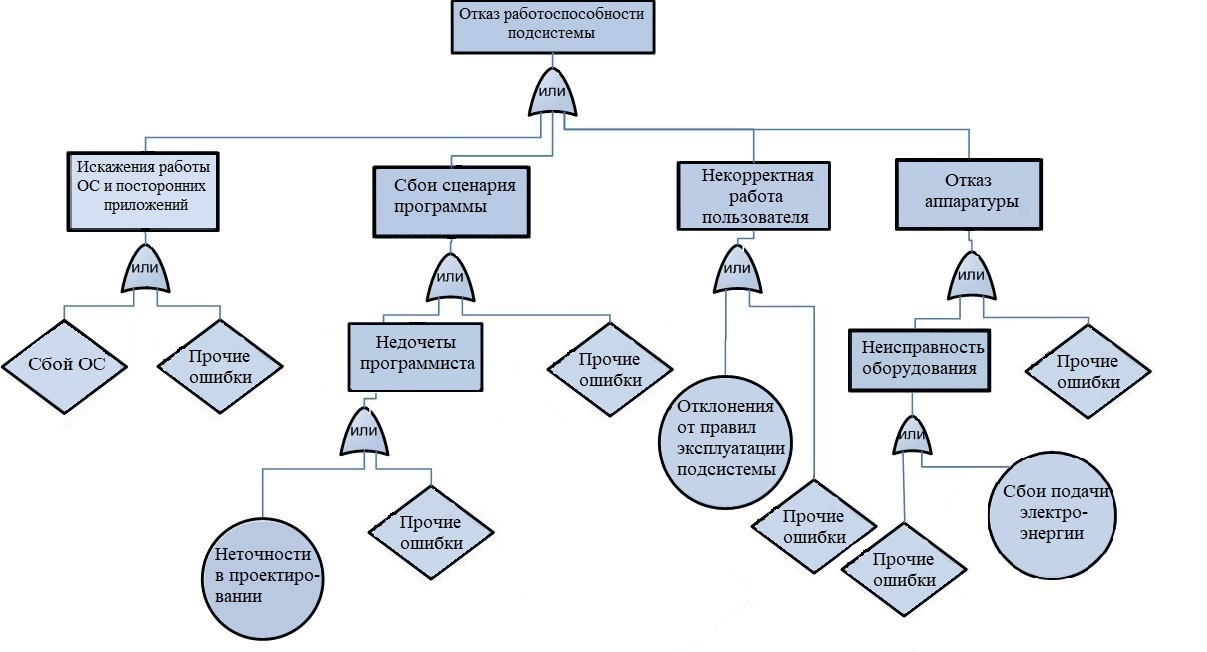 Отказ работоспособности
подсистемы
ИЛИ
Искажения работы
ОС и посторонних
приложений
Сбои сценария
программы
Некорректная
работа
пользователя
Отказ
аппаратуры
ИЛИ
ИЛИ
ИЛИ
ИЛИ
Сбой ОС
Прочие
ошибки
Недочеты
программиста
Прочие
ошибки
Неисправность
оборудования
Прочие
ошибки
ИЛИ
Отклонения
от правил
эксплуатации
подсистемы
ИЛИ
Неточности
в проектиро-
вании
Прочие
ошибки
Прочие
ошибки
Прочие
ошибки
Сбои подачи
электро-
энергии